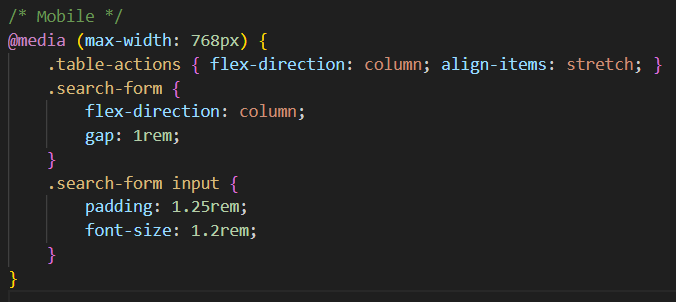 /* Mobile */
@media (max-width: 768px) {
    .table-actions { flex-direction: column; align-items: stretch; }
    .search-form {
        flex-direction: column;
        gap: 1rem;
    }
    .search-form input {
        padding: 1.25rem;
        font-size: 1.2rem;
    }
}